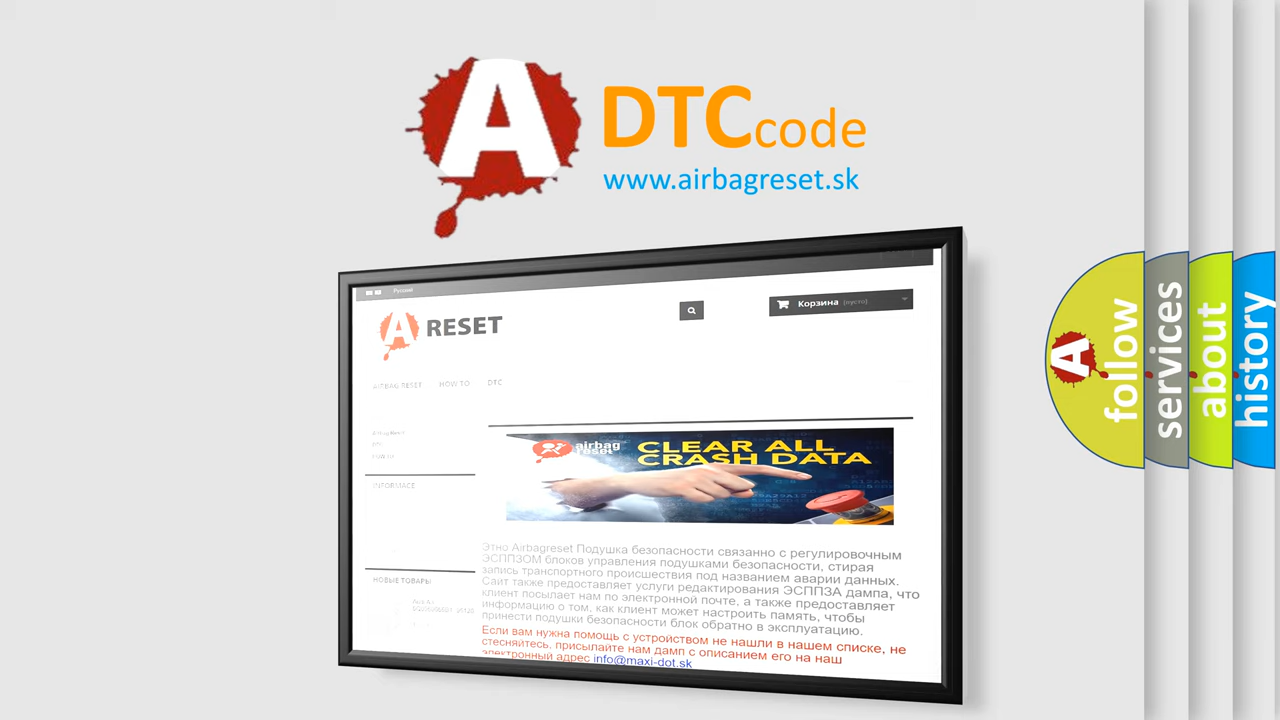 A DTCcode
www.airbagreset.sk
Русский
A RESET
Корзина (пусто)
AIRBAG RESET HOW TO DTC
airbag reset
CLEAR ALL
CRASH DATA
INFORMACE
Этно Airbagreset Подушка безопасности связанно с регулировочным
ЭСППЗОМ блоков управления подушками безопасности, стирая
запись транспортного происшествия под названием аварии данных.
Сайт также предоставляет услуги редактирования ЭСППЗА дампа, что
клиент посылает нам по электронной почте, а также предоставляет
информацию о том, как клиент может настроить память, чтобы
принести подушки безопасности блок обратно в эксплуатацию.
НОВЫЕ ТОВАРЫ
Если вам нужна помощь с устройством не нашли в нашем списке, не
стесняйтесь, присылайте нам дамп с описанием его на наш
электронный адрес info@maxi-dot.sk
A
follow
services
about
history